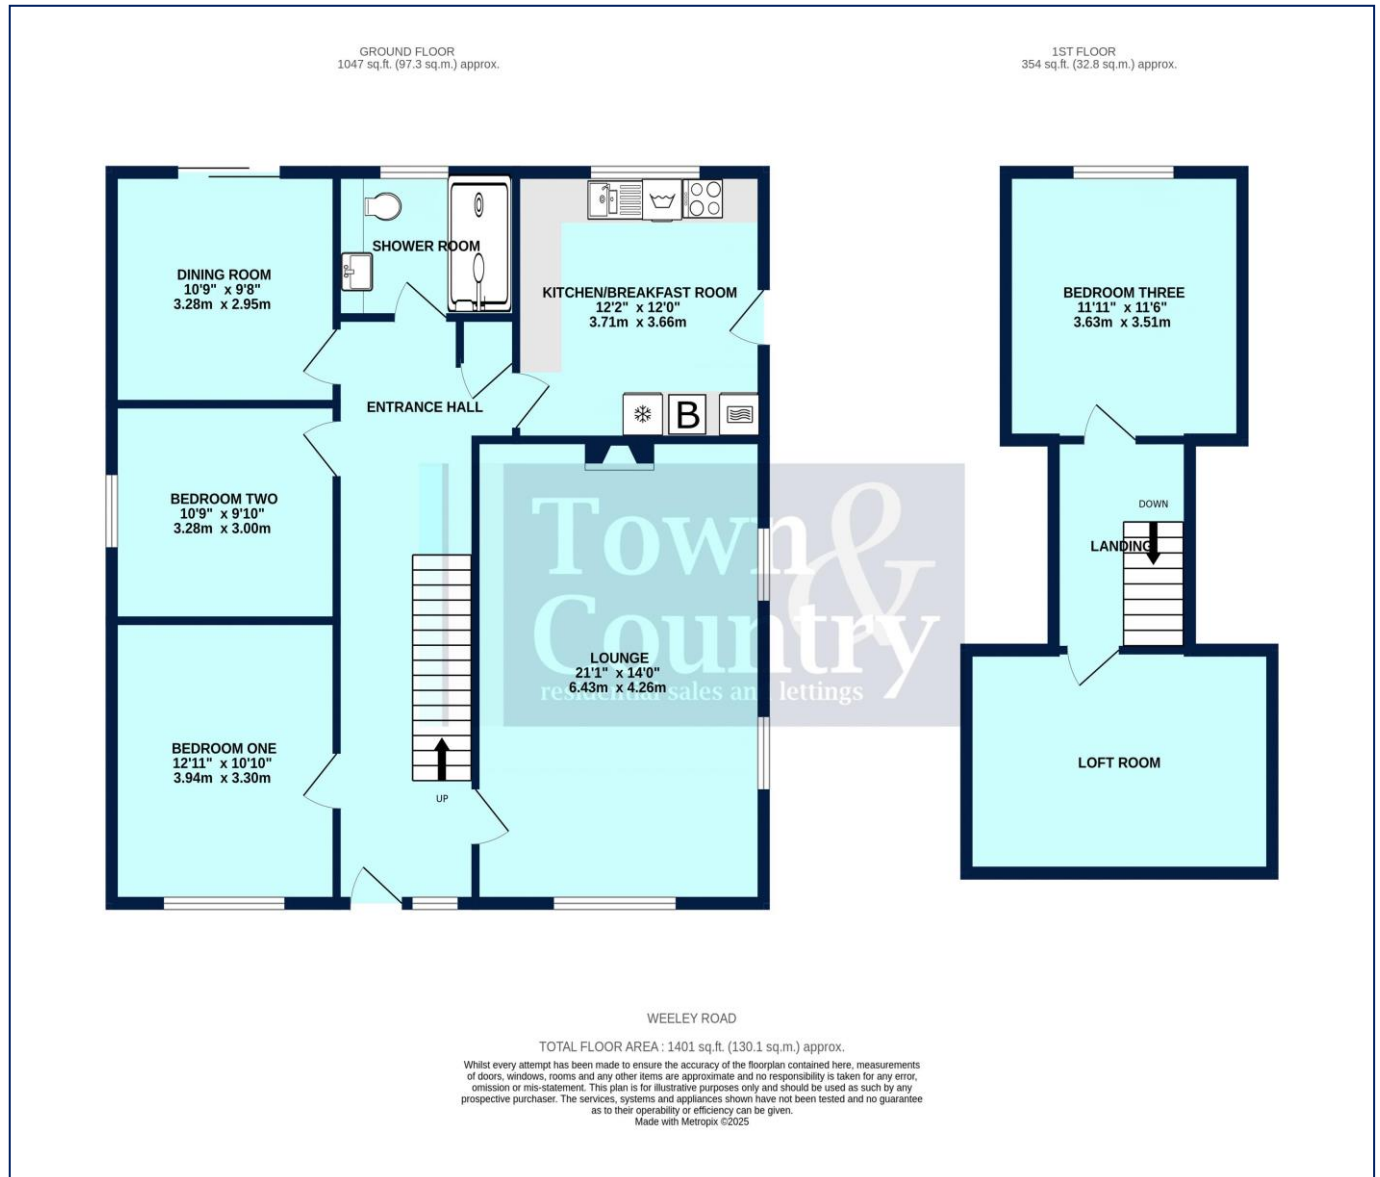 GROUND FLOOR
1047 sq.ft. (97.3 sq.m.) approx.
1ST FLOOR
354 sq.ft. (32.8 sq.m.) approx.
DINING ROOM
10'9" x 9'8"
3.28m x 2.95m
SHOWER ROOM
KITCHEN/BREAKFAST ROOM
12'2" x 12'0"
3.71m x 3.66m
BEDROOM THREE
11'11" x 11'6"
3.63m x 3.51m
ENTRANCE HALL
B
BEDROOM TWO
10'9" x 9'10"
3.28m x 3.00m
DOWN
LANDING
Town &
Country
residential sales and lettings
LOUNGE
21'1" x 14'0"
6.43m x 4.26m
BEDROOM ONE
12'11" x 10'10"
3.94m x 3.30m
UP
LOFT ROOM
WEELEY ROAD
TOTAL FLOOR AREA : 1401 sq.ft. (130.1 sq.m.) approx.
Whilst every attempt has been made to ensure the accuracy of the floorplan contained here, measurements
of doors, windows, rooms and any other items are approximate and no responsibility is taken for any error,
omission or mis-statement. This plan is for illustrative purposes only and should be used as such by any
prospective purchaser. The services, systems and appliances shown have not been tested and no guarantee
as to their operability or efficiency can be given.
Made with Metropix ©2025